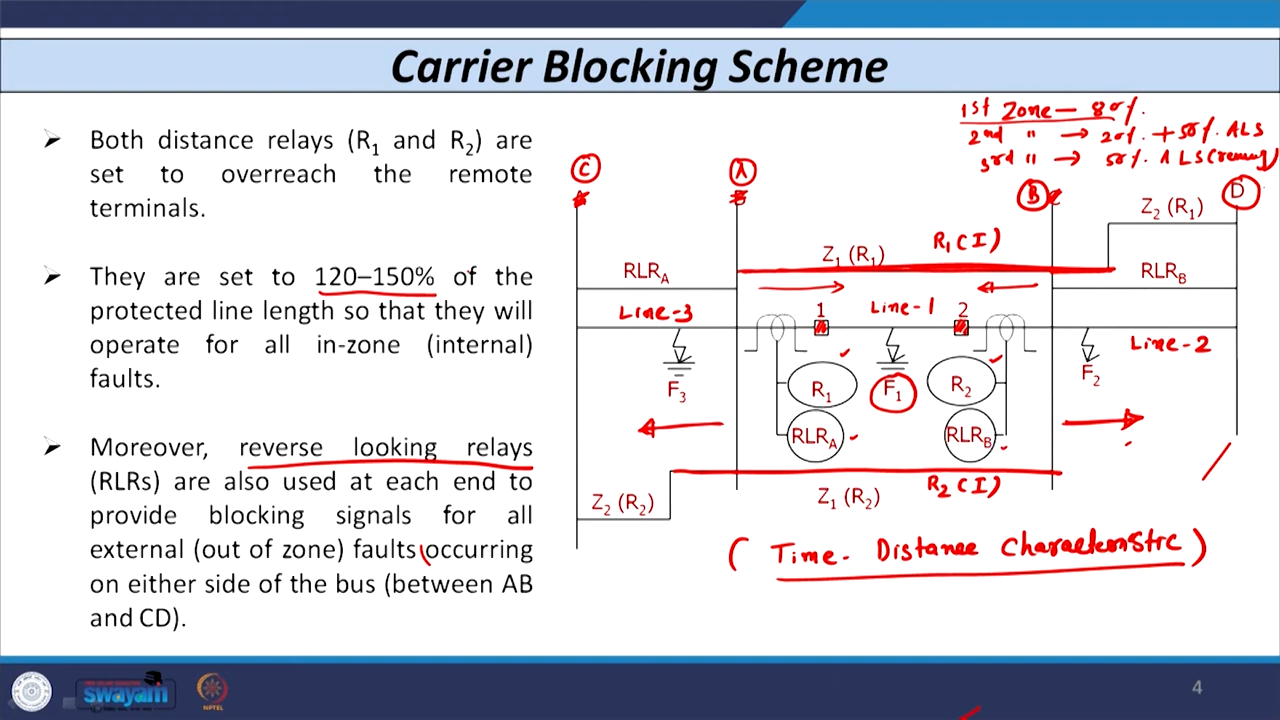 Carrier Blocking Scheme
Both distance relays (R1 and R2) are
set to overreach the remote
terminals.
They are set to 120–150% of the
protected line length so that they will
operate for all in-zone (internal)
faults.
Moreover, reverse looking relays
(RLRs) are also used at each end to
provide blocking signals for all
external (out of zone) faults (occurring
on either side of the bus (between AB
and CD).
1st Zone — 80%.
2nd " → 20% + 50% ALS
3rd " → 50% ALS
C
A
B
D
Z2 (R1)
Z1 (R1)
R1 (I)
RLRA
RLRB
Line-3
1
Line-1
2
Line-2
F3
R1
F1
R2
F2
RLRA
RLRB
Z2 (R2)
Z1 (R2)
R2 (I)
( Time- Distance Characteristic )
swayam
NPTEL
4